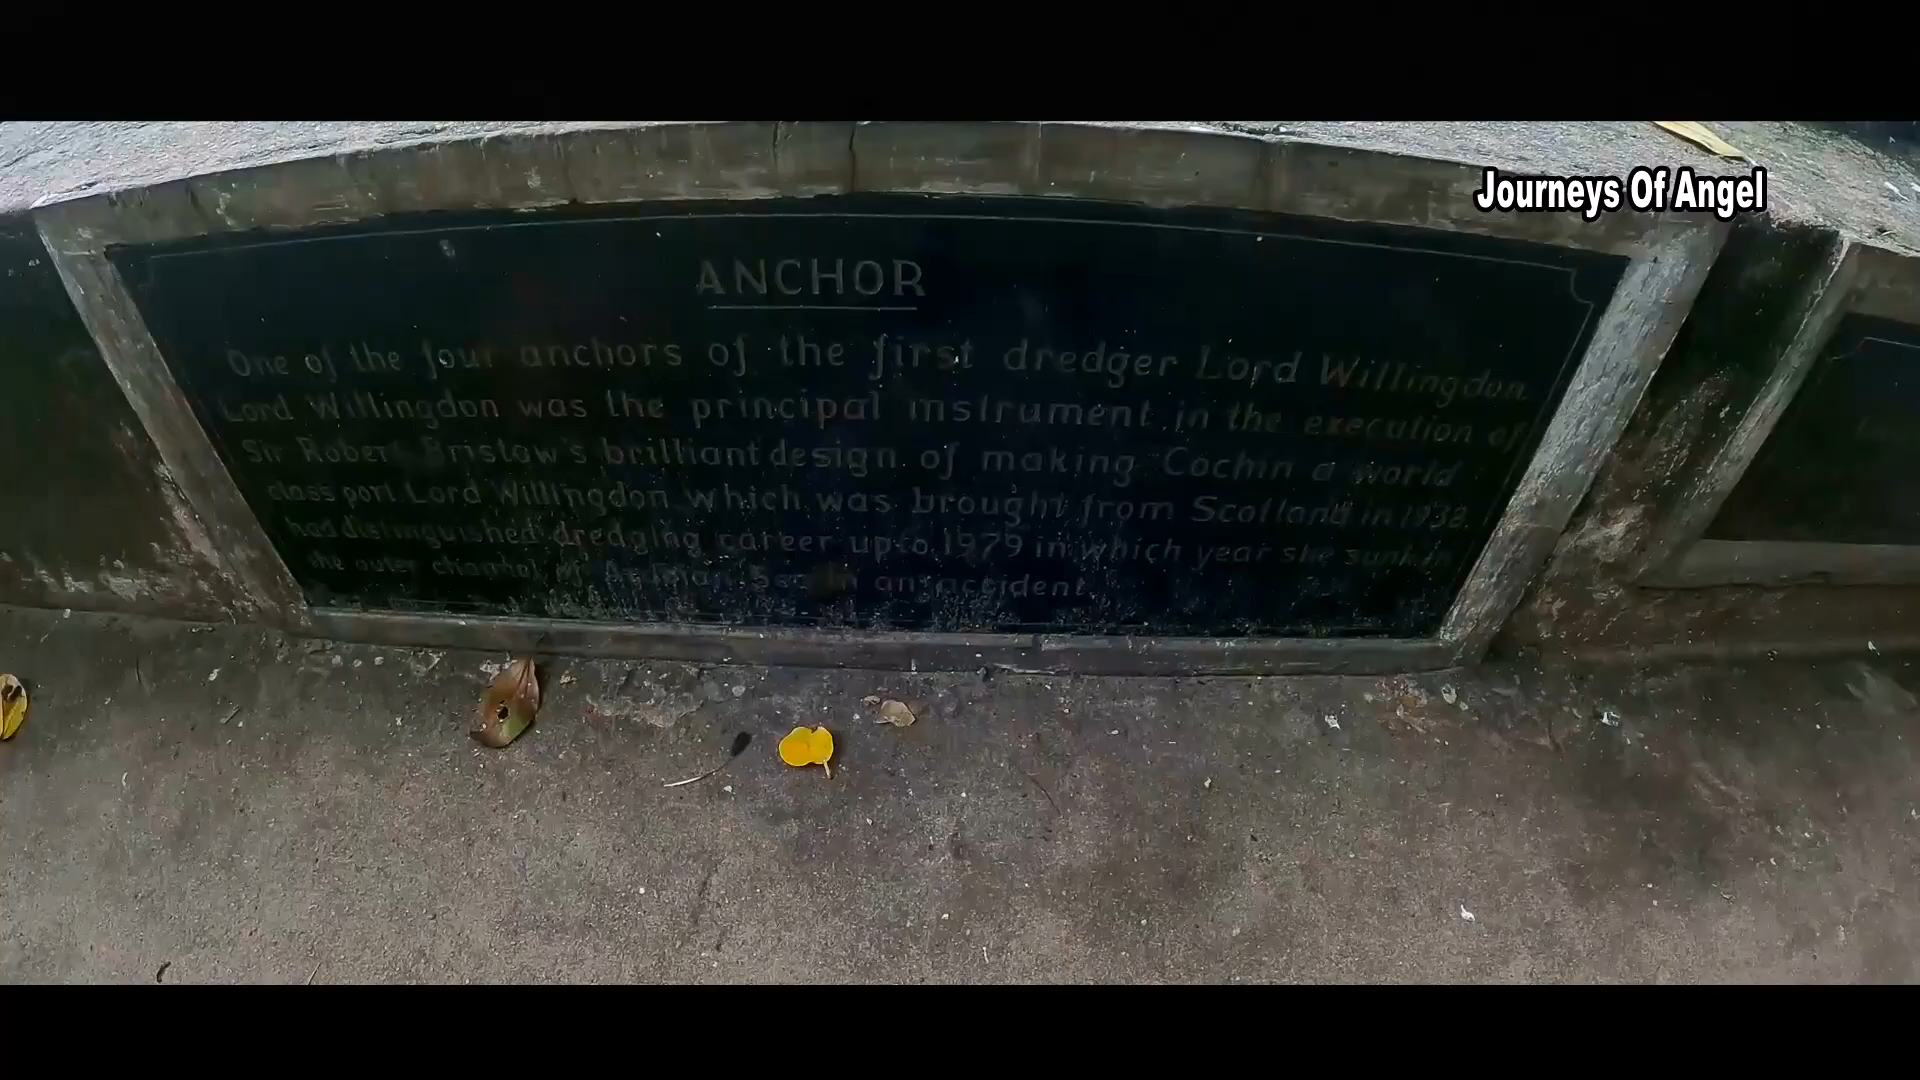 Journeys Of Angel
ANCHOR
One of the four anchors of the first dredger Lord Willingdon
Lord Willingdon was the principal instrument in the execution of
Sir Robert Bristow's brilliant design of making Cochin a world
class port. Lord Willingdon which was brought from Scotland in
had distinguished dredging career upto 1979 in which year she sunk in
the outer channel of Sea in an accident.